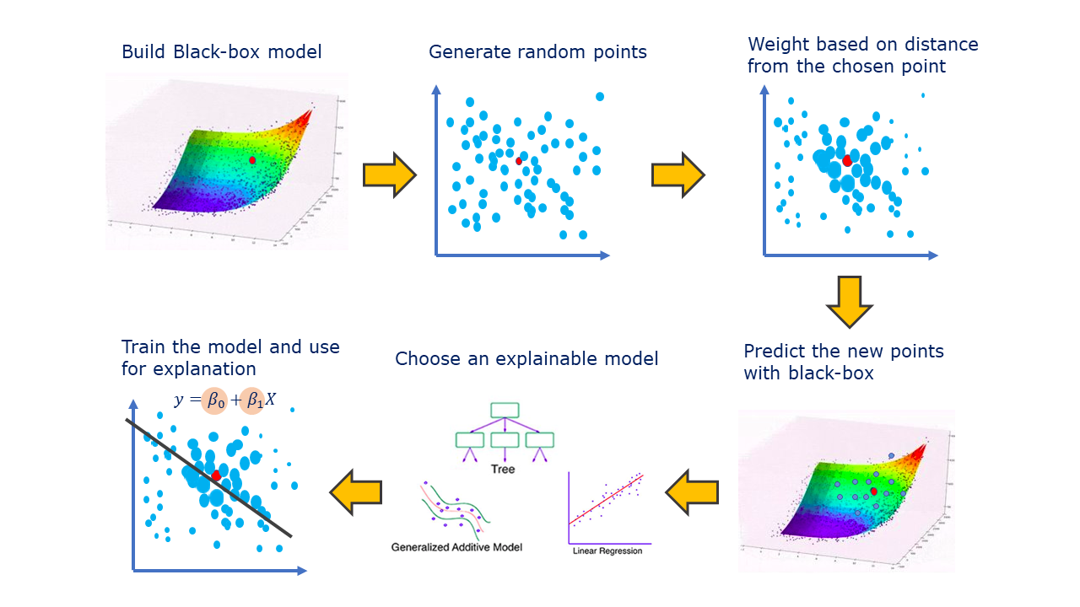 Build Black-box model
Generate random points
Weight based on distance
from the chosen point
Predict the new points
with black-box
Choose an explainable model
Tree
Generalized Additive Model
Linear Regression
Train the model and use
for explanation
y = β₀ + β₁X